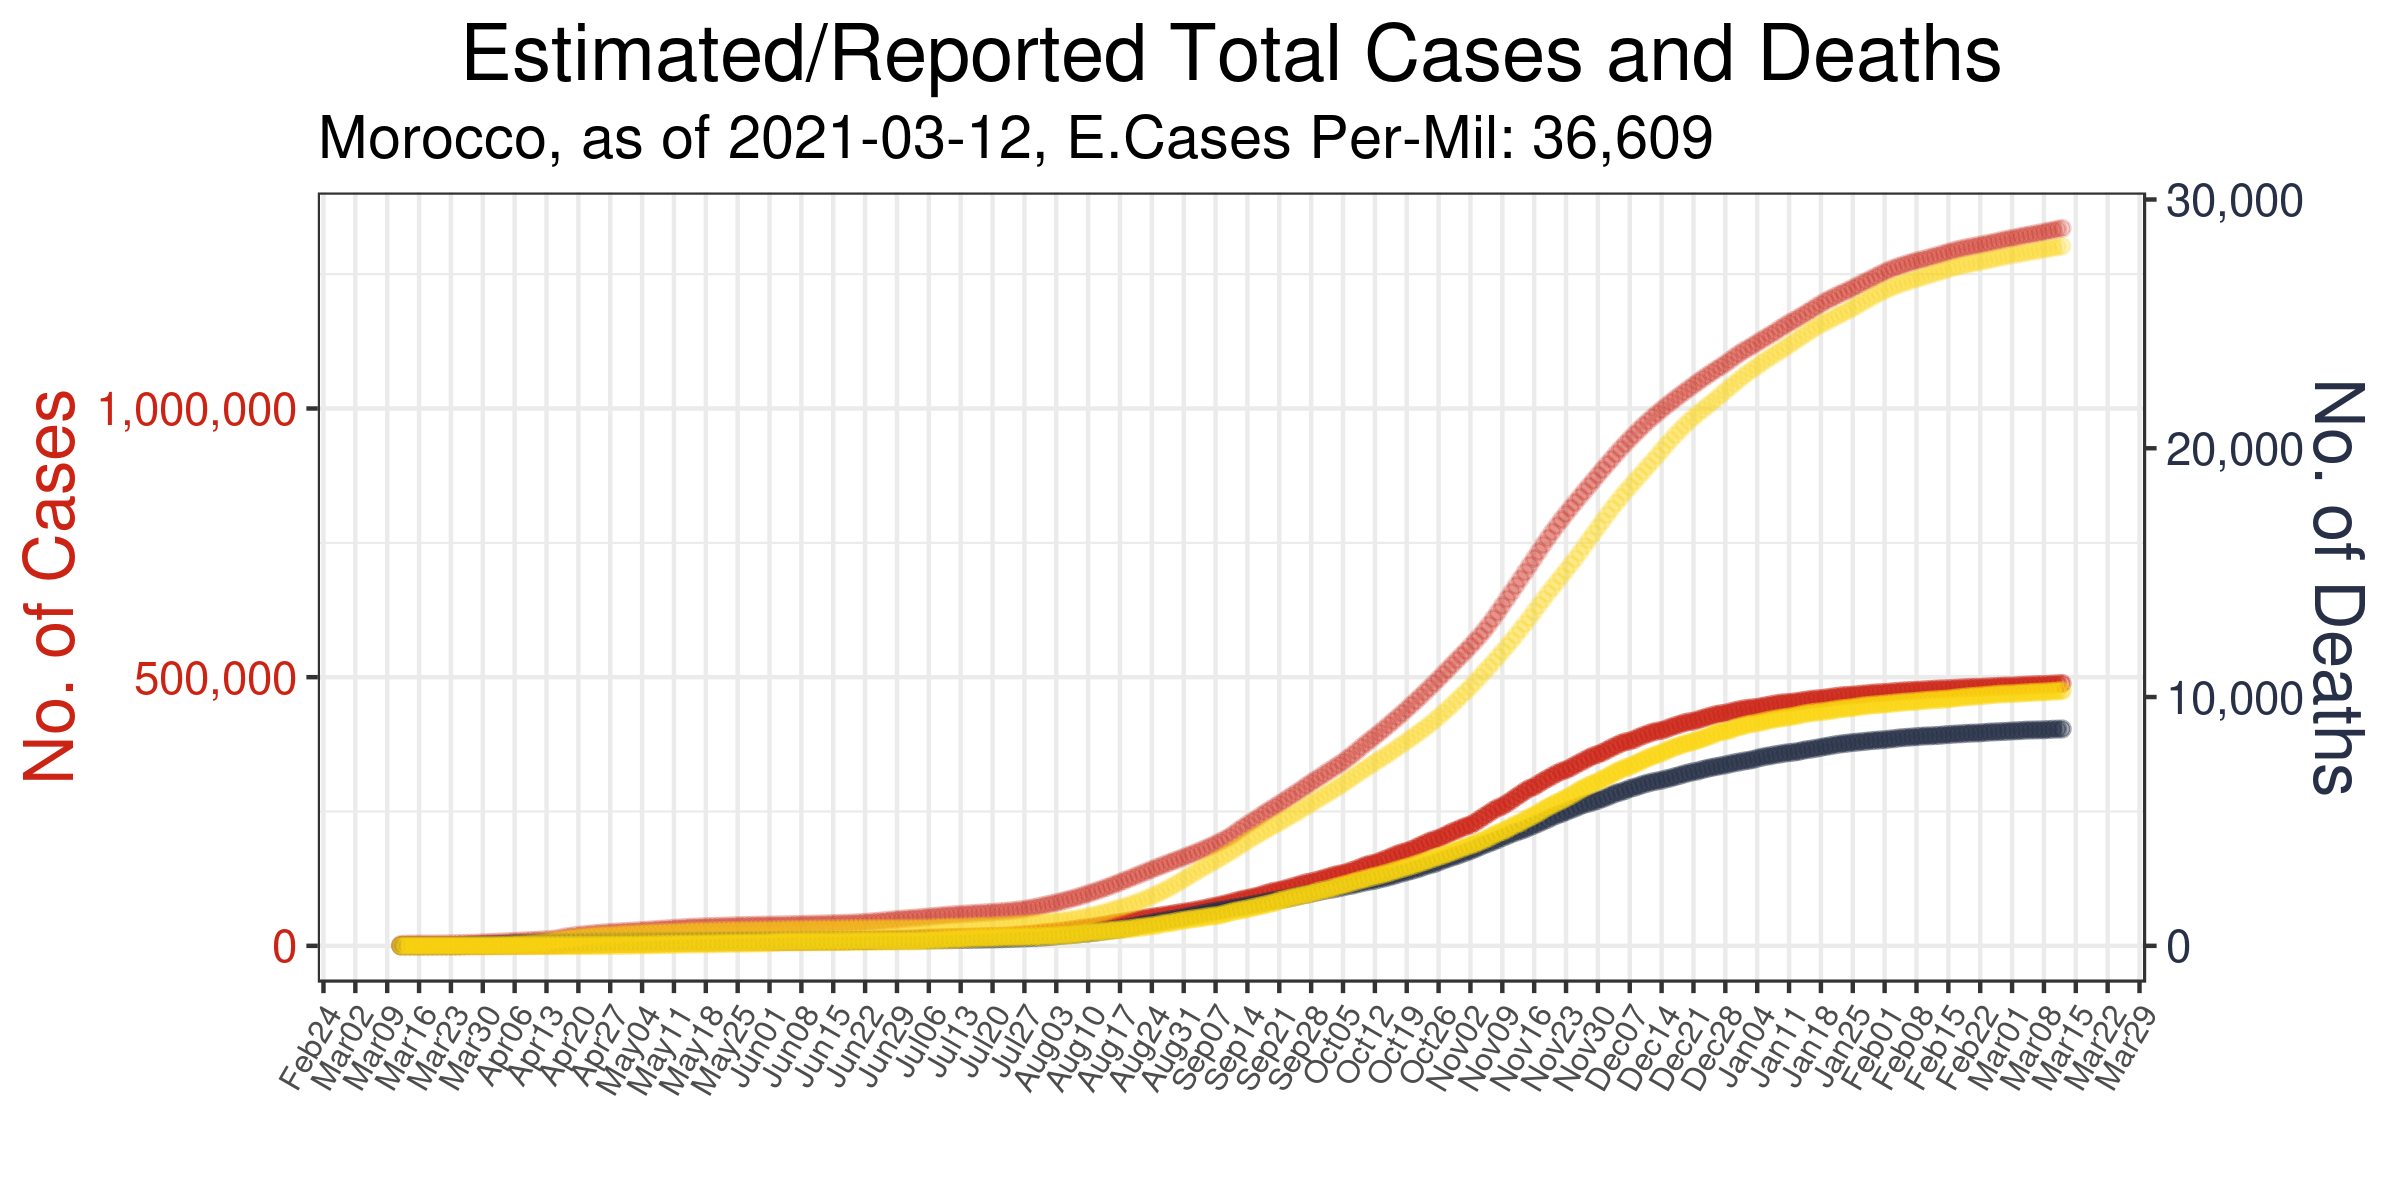 Estimated/Reported Total Cases and Deaths
Morocco, as of 2021-03-12, E.Cases Per-Mil: 36,609
No. of Cases
1,000,000
500,000
0
30,000
20,000
10,000
0
No. of Deaths
Feb24
Mar02
Mar09
Mar16
Mar23
Mar30
Apr06
Apr13
Apr20
Apr27
May04
May11
May18
May25
Jun01
Jun08
Jun15
Jun22
Jun29
Jul06
Jul13
Jul20
Jul27
Aug03
Aug10
Aug17
Aug24
Aug31
Sep07
Sep14
Sep21
Sep28
Oct05
Oct12
Oct19
Oct26
Nov02
Nov09
Nov16
Nov23
Nov30
Dec07
Dec14
Dec21
Dec28
Jan04
Jan11
Jan18
Jan25
Feb01
Feb08
Feb15
Feb22
Mar01
Mar08
Mar15
Mar22
Mar29